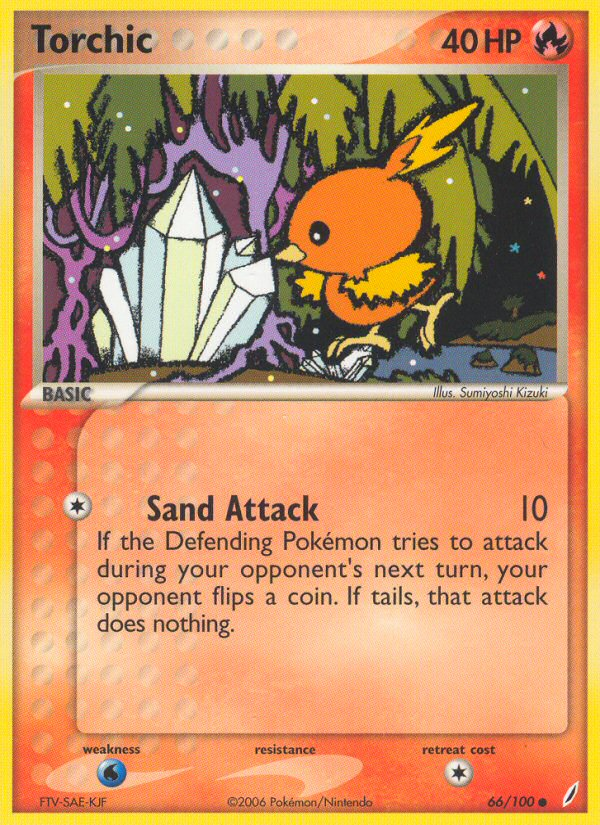 Torchic 40 HP
BASIC
Illus. Sumiyoshi Kizuki
Sand Attack 10
If the Defending Pokémon tries to attack
during your opponent's next turn, your
opponent flips a coin. If tails, that attack
does nothing.
weakness resistance retreat cost
FTV-SAE-KJF ©2006 Pokémon/Nintendo 66/100